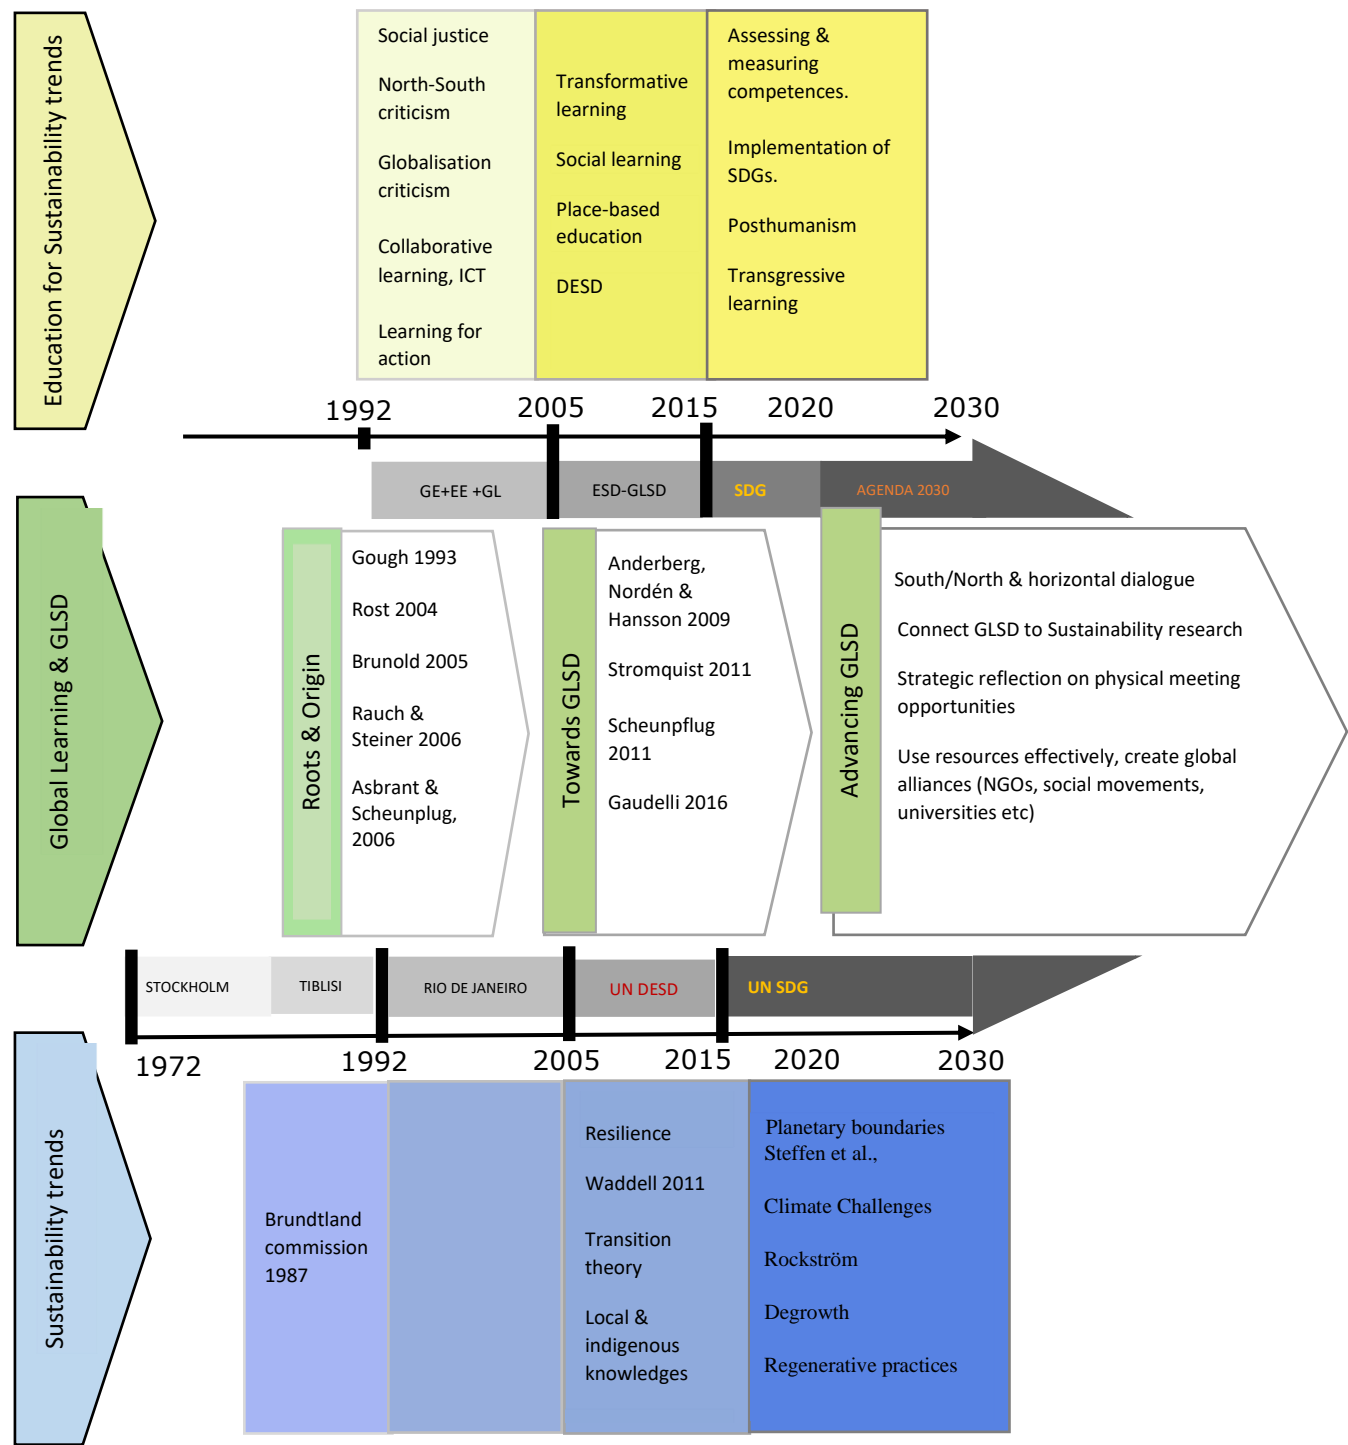 Education for Sustainability trends
Social justice
North-South
criticism
Globalisation
criticism
Collaborative
learning, ICT
Learning for
action
Transformative
learning
Social learning
Place-based
education
DESD
Assessing &
measuring
competences.
Implementation of
SDGs.
Posthumanism
Transgressive
learning
1992
2005
2015
2020
2030
GE+EE +GL
ESD-GLSD
SDG
AGENDA 2030
Global Learning & GLSD
Roots & Origin
Gough 1993
Rost 2004
Brunold 2005
Rauch &
Steiner 2006
Asbrant &
Scheunplug,
2006
Towards GLSD
Anderberg,
Nordén &
Hansson 2009
Stromquist 2011
Scheunpflug
2011
Gaudelli 2016
Advancing GLSD
South/North & horizontal dialogue
Connect GLSD to Sustainability research
Strategic reflection on physical meeting
opportunities
Use resources effectively, create global
alliances (NGOs, social movements,
universities etc)
STOCKHOLM
TIBLISI
RIO DE JANEIRO
UN DESD
UN SDG
1972
1992
2005
2015
2020
2030
Sustainability trends
Brundtland
commission
1987
Resilience
Waddell 2011
Transition
theory
Local &
indigenous
knowledges
Planetary boundaries
Steffen et al.,
Climate Challenges
Rockström
Degrowth
Regenerative practices